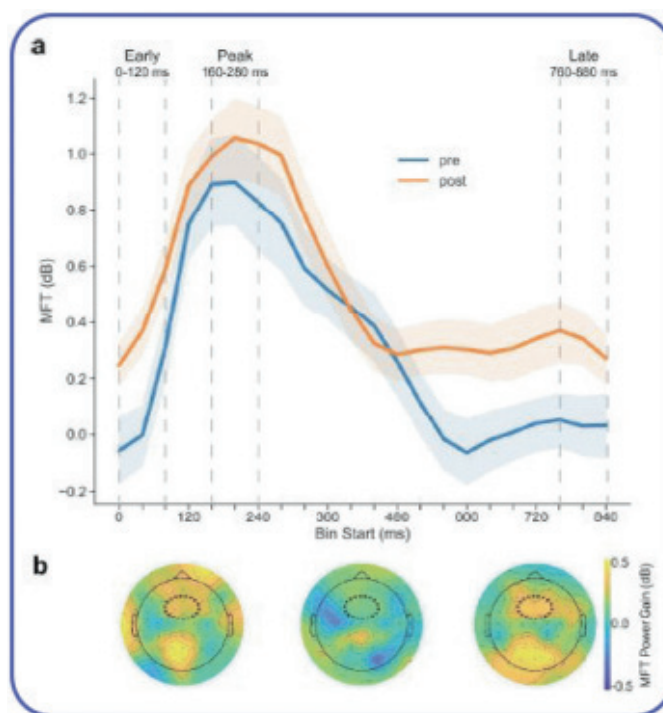 a
Early Peak Late
0-120 ms 160-280 ms 760-880 ms
1.2
1.0
0.8
0.6
0.4
0.2
0.0
−0.2
MFT (dB)
pre
post
0 120 240 480 720
Bin Start (ms)
b
0.5
0.0
-0.5
MFT Power Gain (dB)